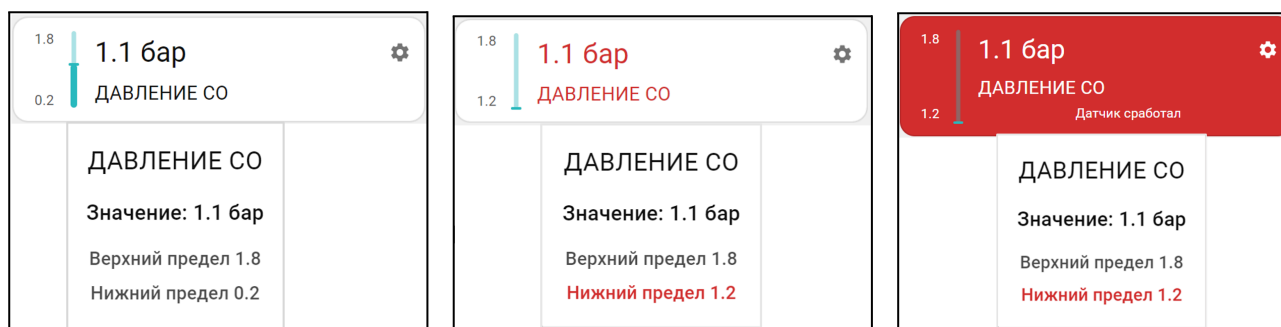 1.8
1.1 бар
0.2
ДАВЛЕНИЕ СО
ДАВЛЕНИЕ СО
Значение: 1.1 бар
Верхний предел 1.8
Нижний предел 0.2
1.8
1.1 бар
1.2
ДАВЛЕНИЕ СО
ДАВЛЕНИЕ СО
Значение: 1.1 бар
Верхний предел 1.8
Нижний предел 1.2
1.8
1.1 бар
ДАВЛЕНИЕ СО
1.2
Датчик сработал
ДАВЛЕНИЕ СО
Значение: 1.1 бар
Верхний предел 1.8
Нижний предел 1.2